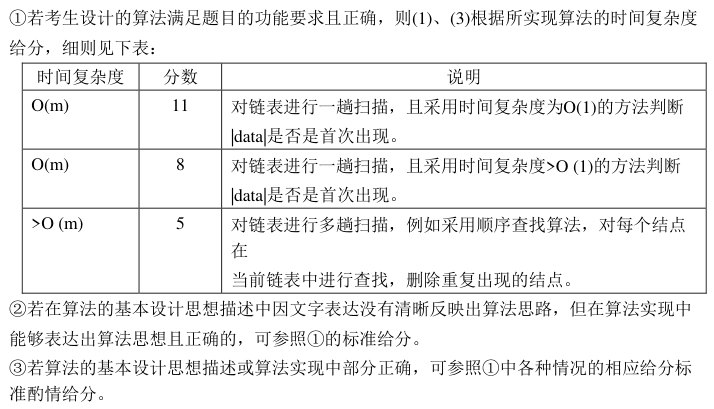 ①若考生设计的算法满足题目的功能要求且正确，则(1)、(3)根据所实现算法的时间复杂度
给分，细则见下表：
时间复杂度 分数 说明
O(m) 11 对链表进行一趟扫描，且采用时间复杂度为O(1)的方法判断
|data|是否是首次出现。
O(m) 8 对链表进行一趟扫描，且采用时间复杂度>O (1)的方法判断
|data|是否是首次出现。
>O (m) 5 对链表进行多趟扫描，例如采用顺序查找算法，对每个结点
在
当前链表中进行查找，删除重复出现的结点。
②若在算法的基本设计思想描述中因文字表达没有清晰反映出算法思路，但在算法实现中
能够表达出算法思想且正确的，可参照①的标准给分。
③若算法的基本设计思想描述或算法实现中部分正确，可参照①中各种情况的相应给分标
准酌情给分。